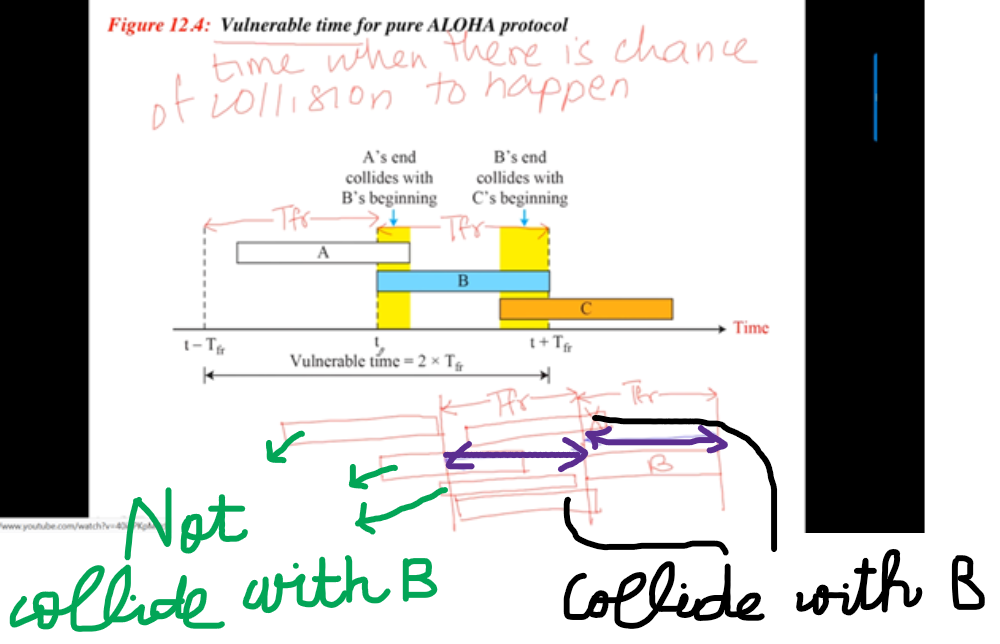 Figure 12.4: Vulnerable time for pure ALOHA protocol
time when there is chance
of collision to happen
A's end
collides with
B's beginning
B's end
collides with
C's beginning
Tfr
Tfr
A
B
C
Time
t – Tfr
t
t + Tfr
Vulnerable time = 2 × Tfr
Tfr
Tfr
B
Not
collide with B
collide with B